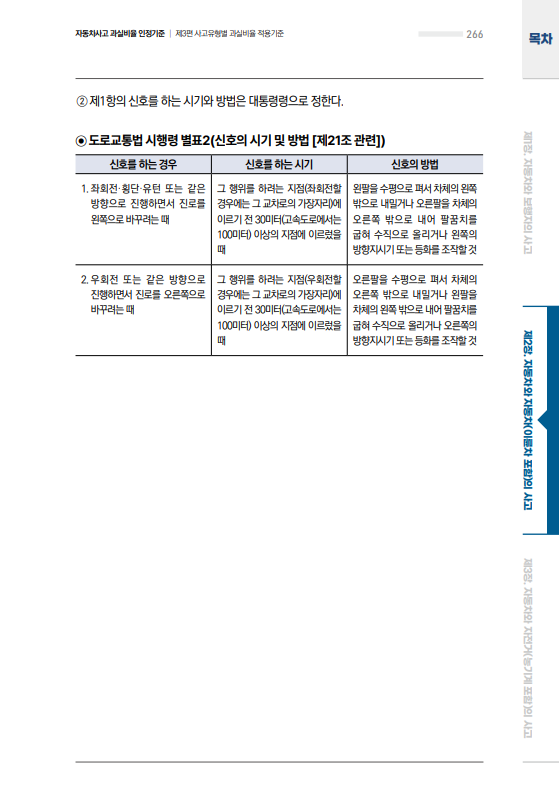 자동차사고 과실비율 인정기준 | 제3편 사고유형별 과실비율 적용기준
266
목차
② 제1항의 신호를 하는 시기와 방법은 대통령령으로 정한다.
◉ 도로교통법 시행령 별표2(신호의 시기 및 방법 [제21조 관련])
신호를 하는 경우
신호를 하는 시기
신호의 방법
1. 좌회전·횡단·유턴 또는 같은
방향으로 진행하면서 진로를
왼쪽으로 바꾸려는 때
그 행위를 하려는 지점(좌회전할
경우에는 그 교차로의 가장자리)에
이르기 전 30미터(고속도로에서는
100미터) 이상의 지점에 이르렀을
때
왼팔을 수평으로 펴서 차체의 왼쪽
밖으로 내밀거나 오른팔을 차체의
오른쪽 밖으로 내어 팔꿈치를
굽혀 수직으로 올리거나 왼쪽의
방향지시기 또는 등화를 조작할 것
2. 우회전 또는 같은 방향으로
진행하면서 진로를 오른쪽으로
바꾸려는 때
그 행위를 하려는 지점(우회전할
경우에는 그 교차로의 가장자리)에
이르기 전 30미터(고속도로에서는
100미터) 이상의 지점에 이르렀을
때
오른팔을 수평으로 펴서 차체의
오른쪽 밖으로 내밀거나 왼팔을
차체의 왼쪽 밖으로 내어 팔꿈치를
굽혀 수직으로 올리거나 오른쪽의
방향지시기 또는 등화를 조작할 것
제1장. 자동차와 보행자의 사고
제2장. 자동차와 자동차(이륜차 포함)의 사고
제3장. 자동차와 자전거(농기계 포함)의 사고